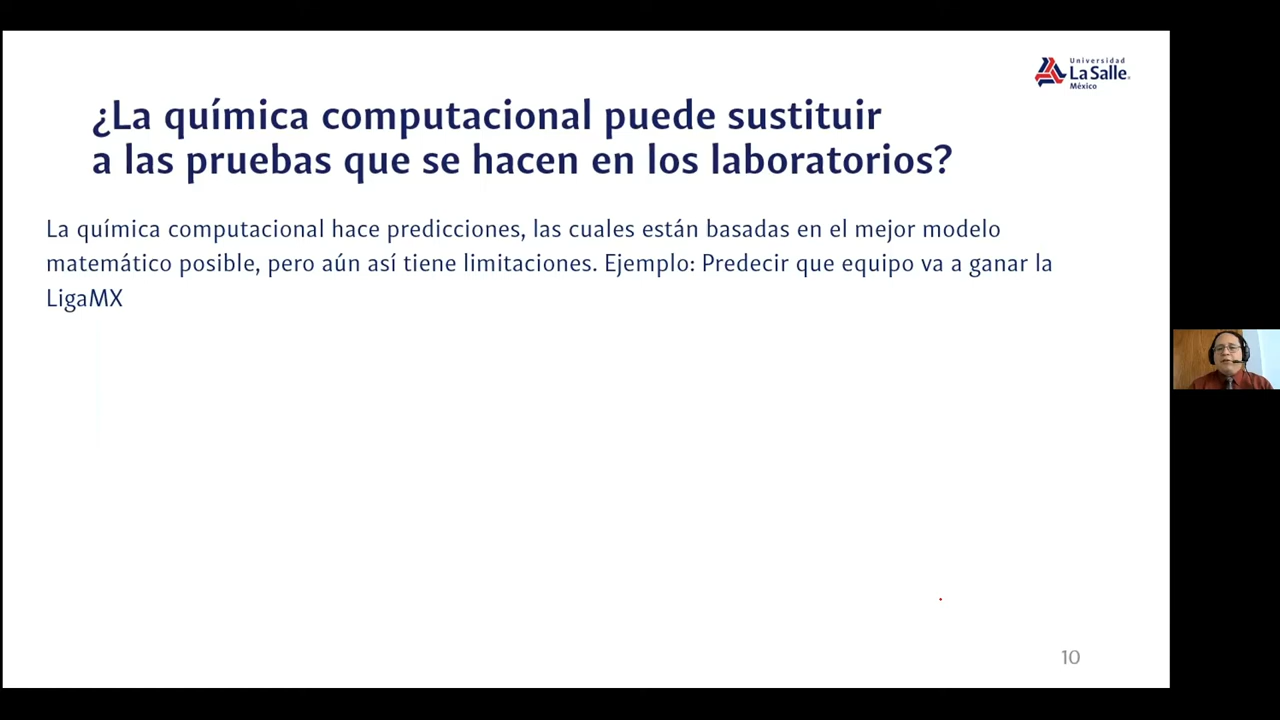 Universidad
La Salle®
México
¿La química computacional puede sustituir
a las pruebas que se hacen en los laboratorios?
La química computacional hace predicciones, las cuales están basadas en el mejor modelo
matemático posible, pero aún así tiene limitaciones. Ejemplo: Predecir que equipo va a ganar la
LigaMX
10